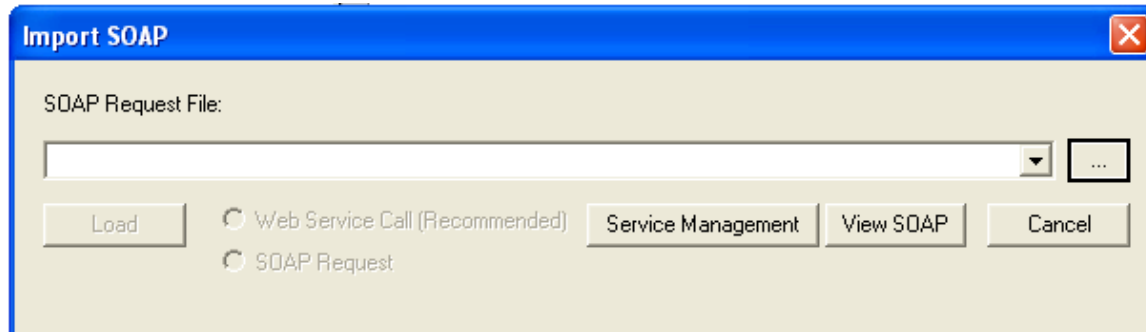 Import SOAP
SOAP Request File:
...
Load
Web Service Call (Recommended)
Service Management
View SOAP
Cancel
SOAP Request